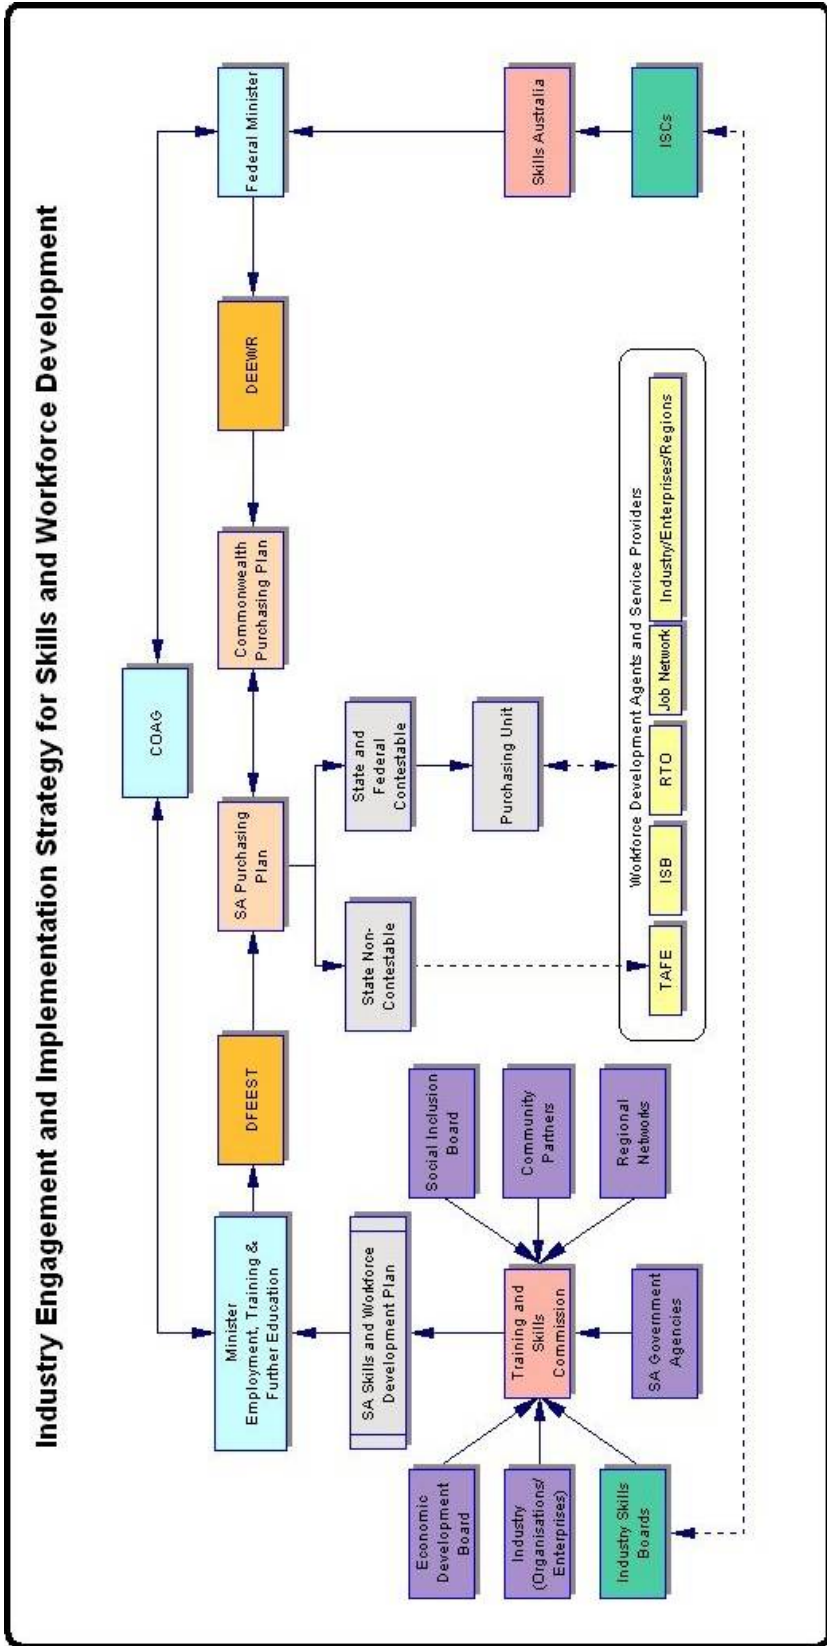 Industry Engagement and Implementation Strategy for Skills and Workforce Development
COAG
Minister
Employment, Training &
Further Education
DFEEST
SA Purchasing
Plan
Commonwealth
Purchasing Plan
DEEWR
Federal Minister
SA Skills and Workforce
Development Plan
State Non-
Contestable
State and
Federal
Contestable
Economic
Development
Board
Social Inclusion
Board
Industry
(Organisations/
Enterprises)
Training and
Skills
Commission
Community
Partners
Purchasing Unit
Skills Australia
Industry Skills
Boards
SA Government
Agencies
Regional
Networks
Workforce Development Agents and Service Providers
TAFE
ISB
RTO
Job Network
Industry/Enterprises/Regions
ISCs